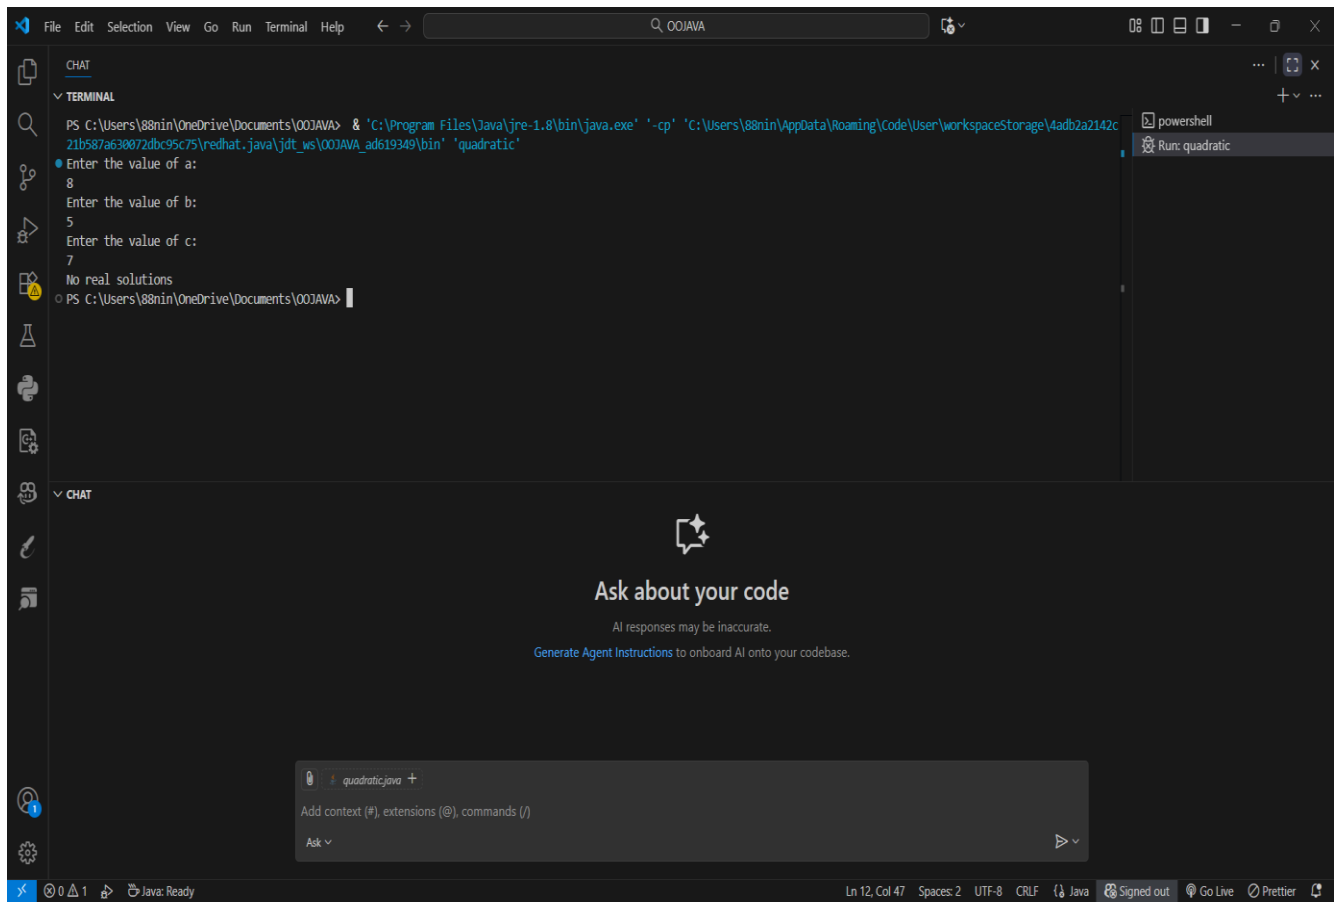 File Edit Selection View Go Run Terminal Help
OOJAVA
CHAT
TERMINAL
PS C:\Users\88nin\OneDrive\Documents\OOJAVA> & 'C:\Program Files\Java\jre-1.8\bin\java.exe' '-cp' 'C:\Users\88nin\AppData\Roaming\Code\User\workspaceStorage\4adb2a2142c
21b587a630072dbc95c75\redhat.java\jdt_ws\OOJAVA_ad619349\bin' 'quadratic'
Enter the value of a:
8
Enter the value of b:
5
Enter the value of c:
7
No real solutions
PS C:\Users\88nin\OneDrive\Documents\OOJAVA>
powershell
Run: quadratic
CHAT
Ask about your code
AI responses may be inaccurate.
Generate Agent Instructions to onboard AI onto your codebase.
quadratic.java
Add context (#), extensions (@), commands (/)
Ask
1
0 1 Java: Ready
Ln 12, Col 47 Spaces: 2 UTF-8 CRLF Java Signed out Go Live Prettier